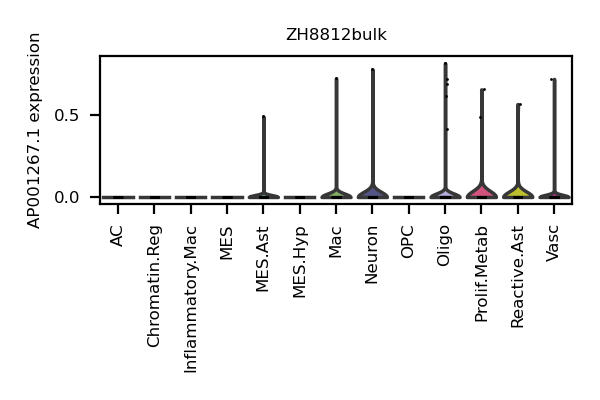 ZH8812bulk
AP001267.1 expression
0.5
0.0
AC
Chromatin.Reg
Inflammatory.Mac
MES
MES.Ast
MES.Hyp
Mac
Neuron
OPC
Oligo
Prolif.Metab
Reactive.Ast
Vasc